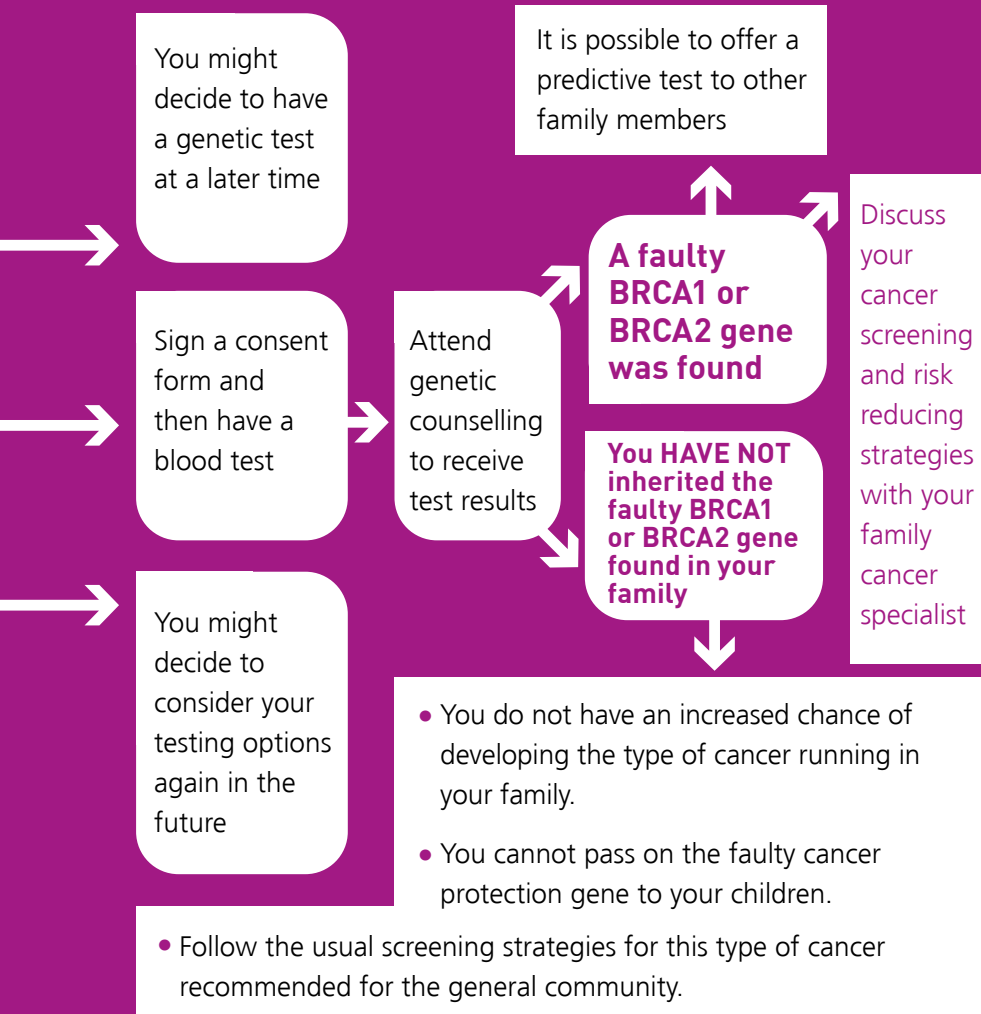 You might
decide to have
a genetic test
at a later time
It is possible to offer a
predictive test to other
family members
Sign a consent
form and
then have a
blood test
Attend
genetic
counselling
to receive
test results
A faulty
BRCA1 or
BRCA2 gene
was found
Discuss
your
cancer
screening
and risk
reducing
strategies
with your
family
cancer
specialist
You HAVE NOT
inherited the
faulty BRCA1
or BRCA2 gene
found in your
family
You might
decide to
consider your
testing options
again in the
future
• You do not have an increased chance of
developing the type of cancer running in
your family.
• You cannot pass on the faulty cancer
protection gene to your children.
• Follow the usual screening strategies for this type of cancer
recommended for the general community.